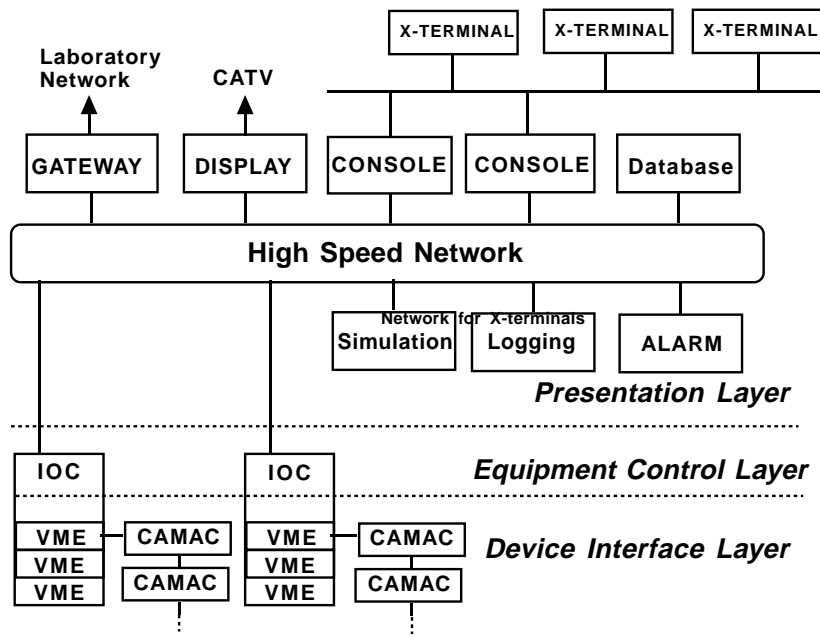 X-TERMINAL X-TERMINAL X-TERMINAL
Laboratory
Network
CATV
GATEWAY DISPLAY CONSOLE CONSOLE Database
High Speed Network
Network for X-terminals
Simulation Logging ALARM
Presentation Layer
IOC IOC Equipment Control Layer
VME CAMAC VME CAMAC Device Interface Layer
VME CAMAC VME CAMAC
VME VME